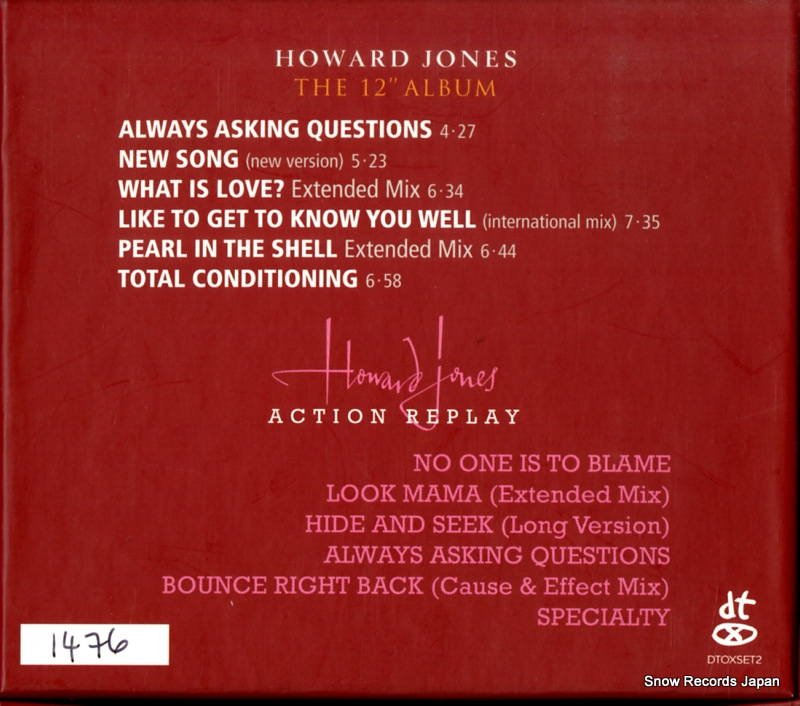 HOWARD JONES
THE 12" ALBUM
ALWAYS ASKING QUESTIONS 4·27
NEW SONG (new version) 5·23
WHAT IS LOVE? Extended Mix 6·34
LIKE TO GET TO KNOW YOU WELL (international mix) 7·35
PEARL IN THE SHELL Extended Mix 6·44
TOTAL CONDITIONING 6·58
Howard Jones
ACTION REPLAY
NO ONE IS TO BLAME
LOOK MAMA (Extended Mix)
HIDE AND SEEK (Long Version)
ALWAYS ASKING QUESTIONS
BOUNCE RIGHT BACK (Cause & Effect Mix)
SPECIALTY
1476
dt
DTOXSET2
Snow Records Japan